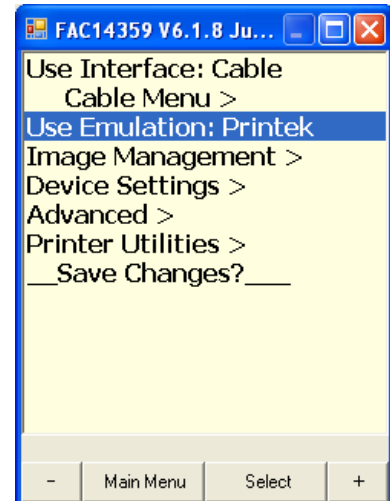 FAC14359 V6.1.8 Ju...
Use Interface: Cable
Cable Menu >
Use Emulation: Printek
Image Management >
Device Settings >
Advanced >
Printer Utilities >
__Save Changes?____
- Main Menu Select +